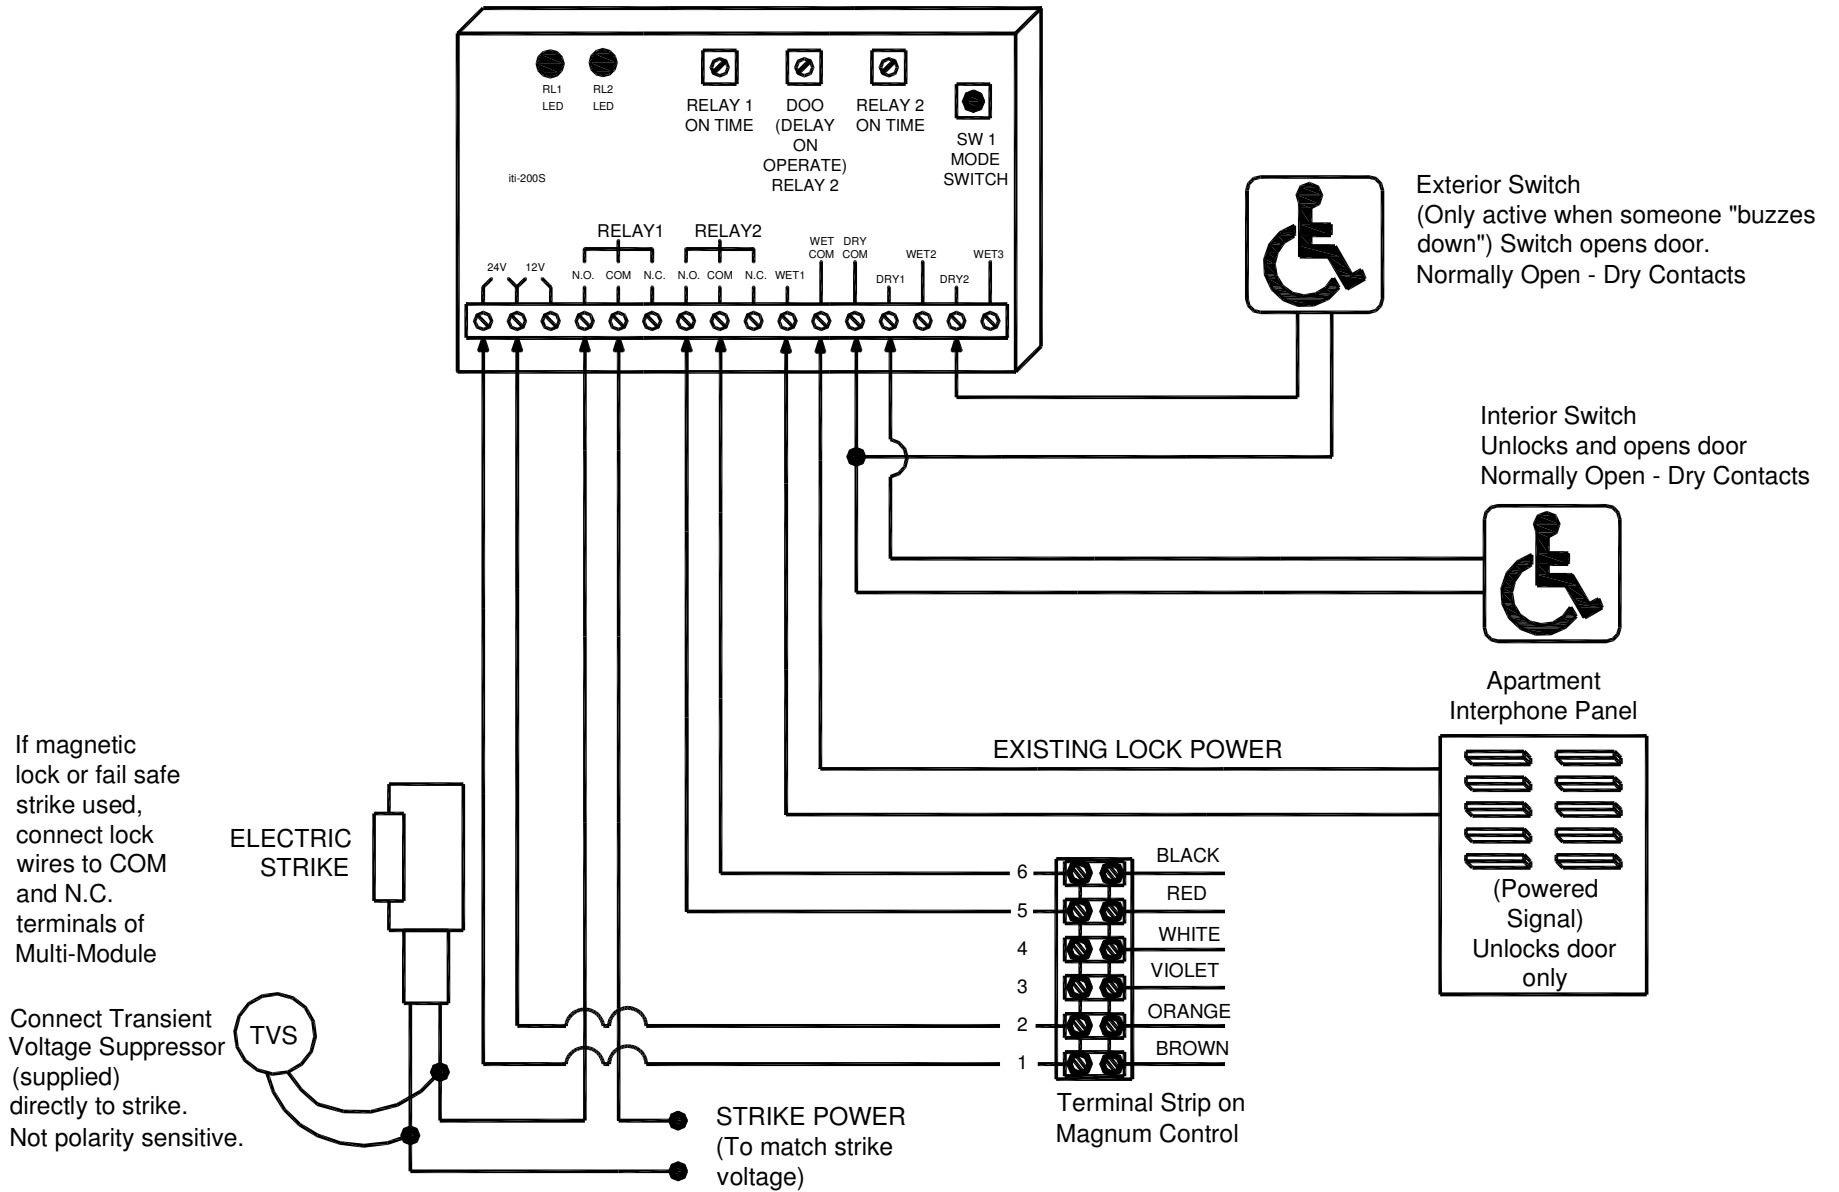 RL1
LED
RL2
LED
RELAY 1
ON TIME
DOO
(DELAY
ON
OPERATE)
RELAY 2
RELAY 2
ON TIME
SW 1
MODE
SWITCH
iti-200S
RELAY1
RELAY2
24V
12V
N.O.
COM
N.C.
N.O.
COM
N.C.
WET1
WET
COM
DRY
COM
DRY1
WET2
DRY2
WET3
Exterior Switch
(Only active when someone "buzzes
down") Switch opens door.
Normally Open - Dry Contacts
Interior Switch
Unlocks and opens door
Normally Open - Dry Contacts
Apartment
Interphone Panel
(Powered
Signal)
Unlocks door
only
EXISTING LOCK POWER
If magnetic
lock or fail safe
strike used,
connect lock
wires to COM
and N.C.
terminals of
Multi-Module
ELECTRIC
STRIKE
Connect Transient
Voltage Suppressor
(supplied)
directly to strike.
Not polarity sensitive.
TVS
6
BLACK
5
RED
4
WHITE
3
VIOLET
2
ORANGE
1
BROWN
Terminal Strip on
Magnum Control
STRIKE POWER
(To match strike
voltage)